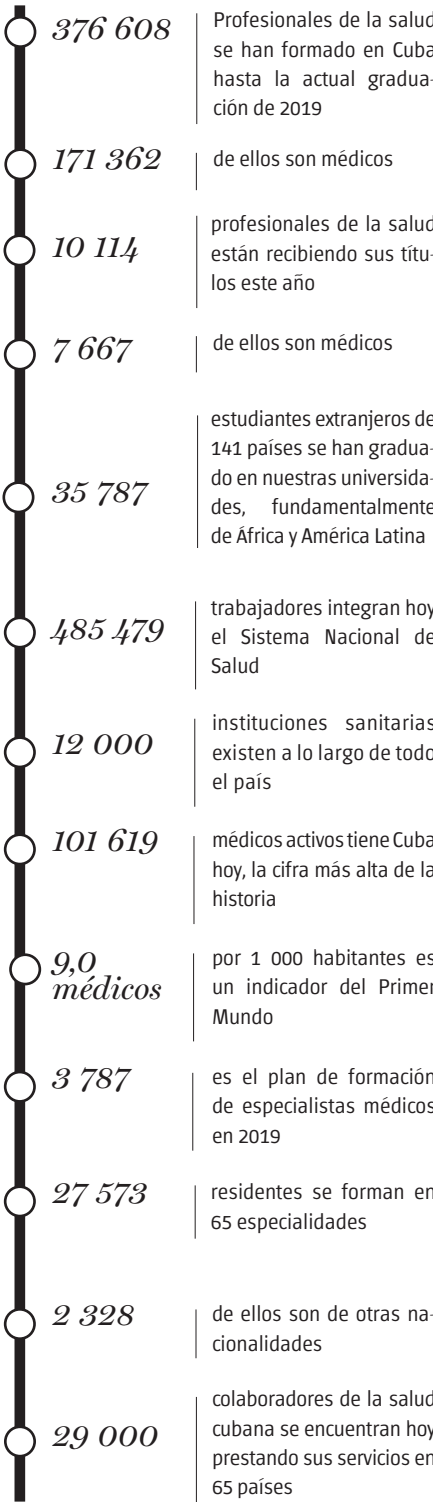 376 608
Profesionales de la salud
se han formado en Cuba
hasta la actual gradua-
ción de 2019
171 362
de ellos son médicos
10 114
profesionales de la salud
están recibiendo sus títu-
los este año
7 667
de ellos son médicos
35 787
estudiantes extranjeros de
141 países se han gradua-
do en nuestras universida-
des, fundamentalmente
de África y América Latina
485 479
trabajadores integran hoy
el Sistema Nacional de
Salud
12 000
instituciones sanitarias
existen a lo largo de todo
el país
101 619
médicos activos tiene Cuba
hoy, la cifra más alta de la
historia
9,0
médicos
por 1 000 habitantes es
un indicador del Primer
Mundo
3 787
es el plan de formación
de especialistas médicos
en 2019
27 573
residentes se forman en
65 especialidades
2 328
de ellos son de otras na-
cionalidades
29 000
colaboradores de la salud
cubana se encuentran hoy
prestando sus servicios en
65 países